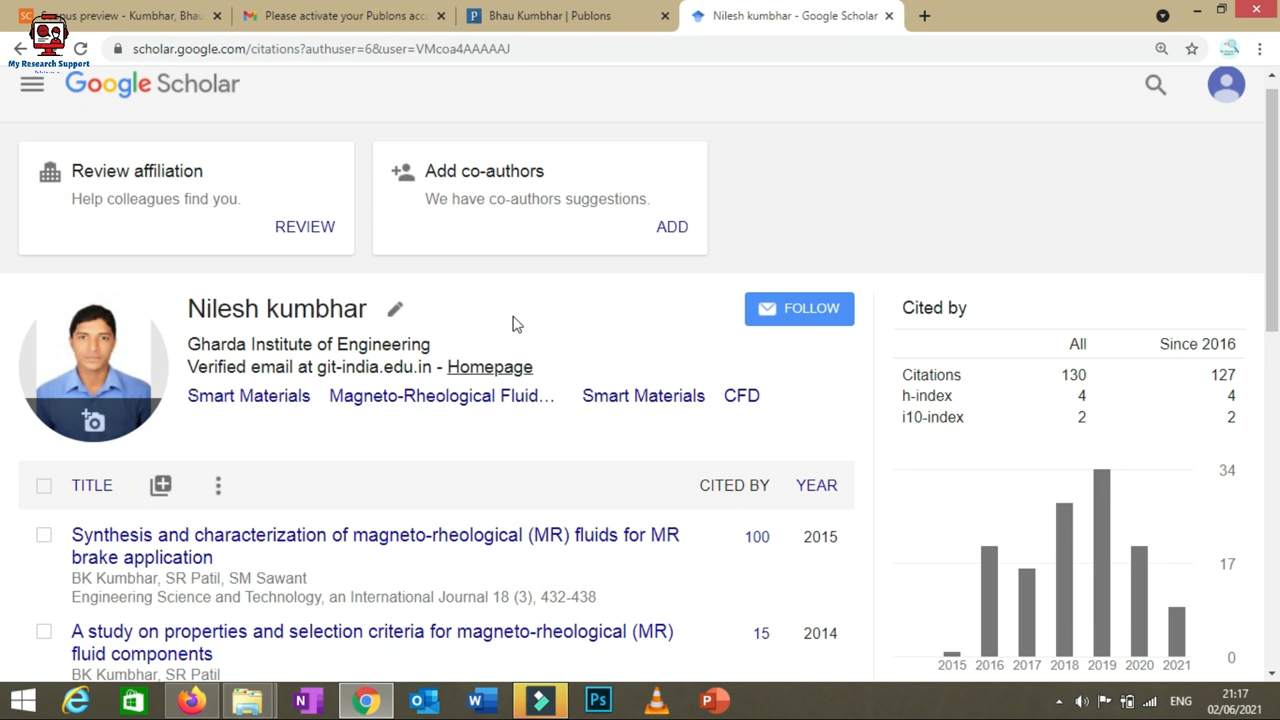 Scopus preview - Kumbhar, Bhau
Please activate your Publons acc
Bhau Kumbhar | Publons
Nilesh kumbhar - Google Scholar
scholar.google.com/citations?authuser=6&user=VMcoa4AAAAAJ
My Research Support
Google Scholar
Review affiliation
Help colleagues find you.
REVIEW
Add co-authors
We have co-authors suggestions.
ADD
Nilesh kumbhar
FOLLOW
Gharda Institute of Engineering
Verified email at git-india.edu.in - Homepage
Smart Materials Magneto-Rheological Fluid… Smart Materials CFD
TITLE CITED BY YEAR
Synthesis and characterization of magneto-rheological (MR) fluids for MR 100 2015
brake application
BK Kumbhar, SR Patil, SM Sawant
Engineering Science and Technology, an International Journal 18 (3), 432-438
A study on properties and selection criteria for magneto-rheological (MR) 15 2014
fluid components
BK Kumbhar, SR Patil
Cited by
All Since 2016
Citations 130 127
h-index 4 4
i10-index 2 2
34
17
0
2015 2016 2017 2018 2019 2020 2021
ENG
21:17
02/06/2021